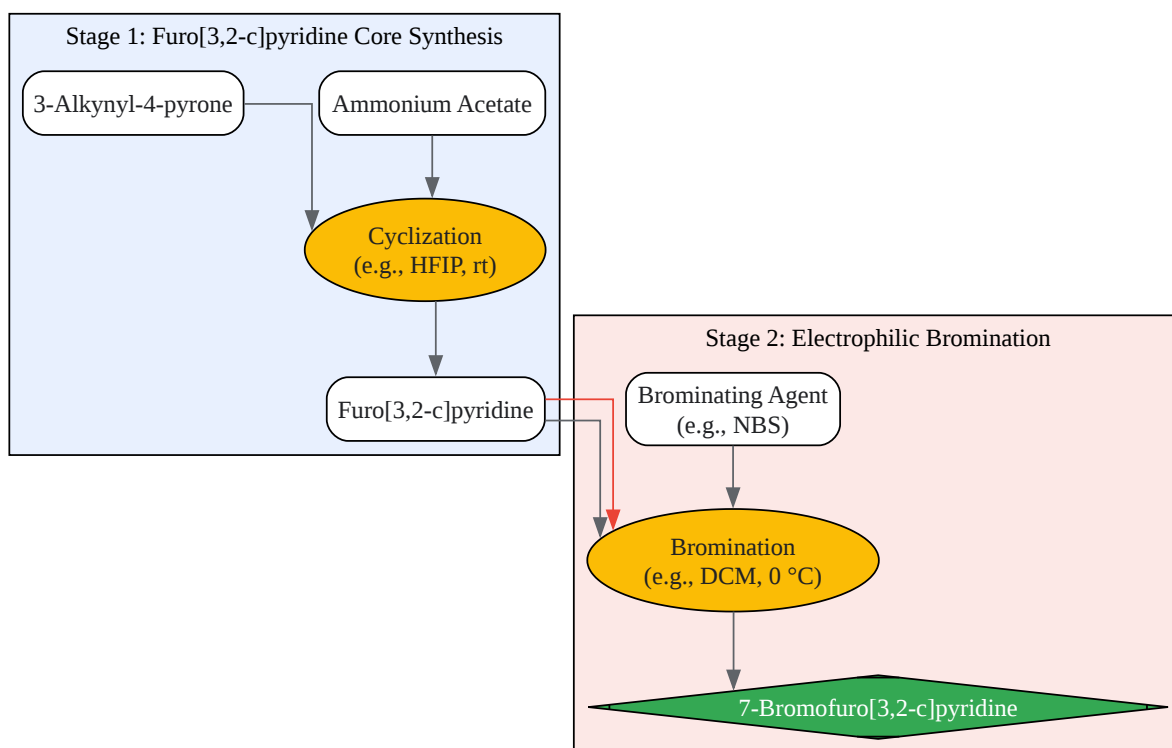 Stage 1: Furo[3,2-c]pyridine Core Synthesis
3-Alkynyl-4-pyrone
Ammonium Acetate
Cyclization
(e.g., HFIP, rt)
Furo[3,2-c]pyridine
Stage 2: Electrophilic Bromination
Brominating Agent
(e.g., NBS)
Bromination
(e.g., DCM, 0 °C)
7-Bromofuro[3,2-c]pyridine